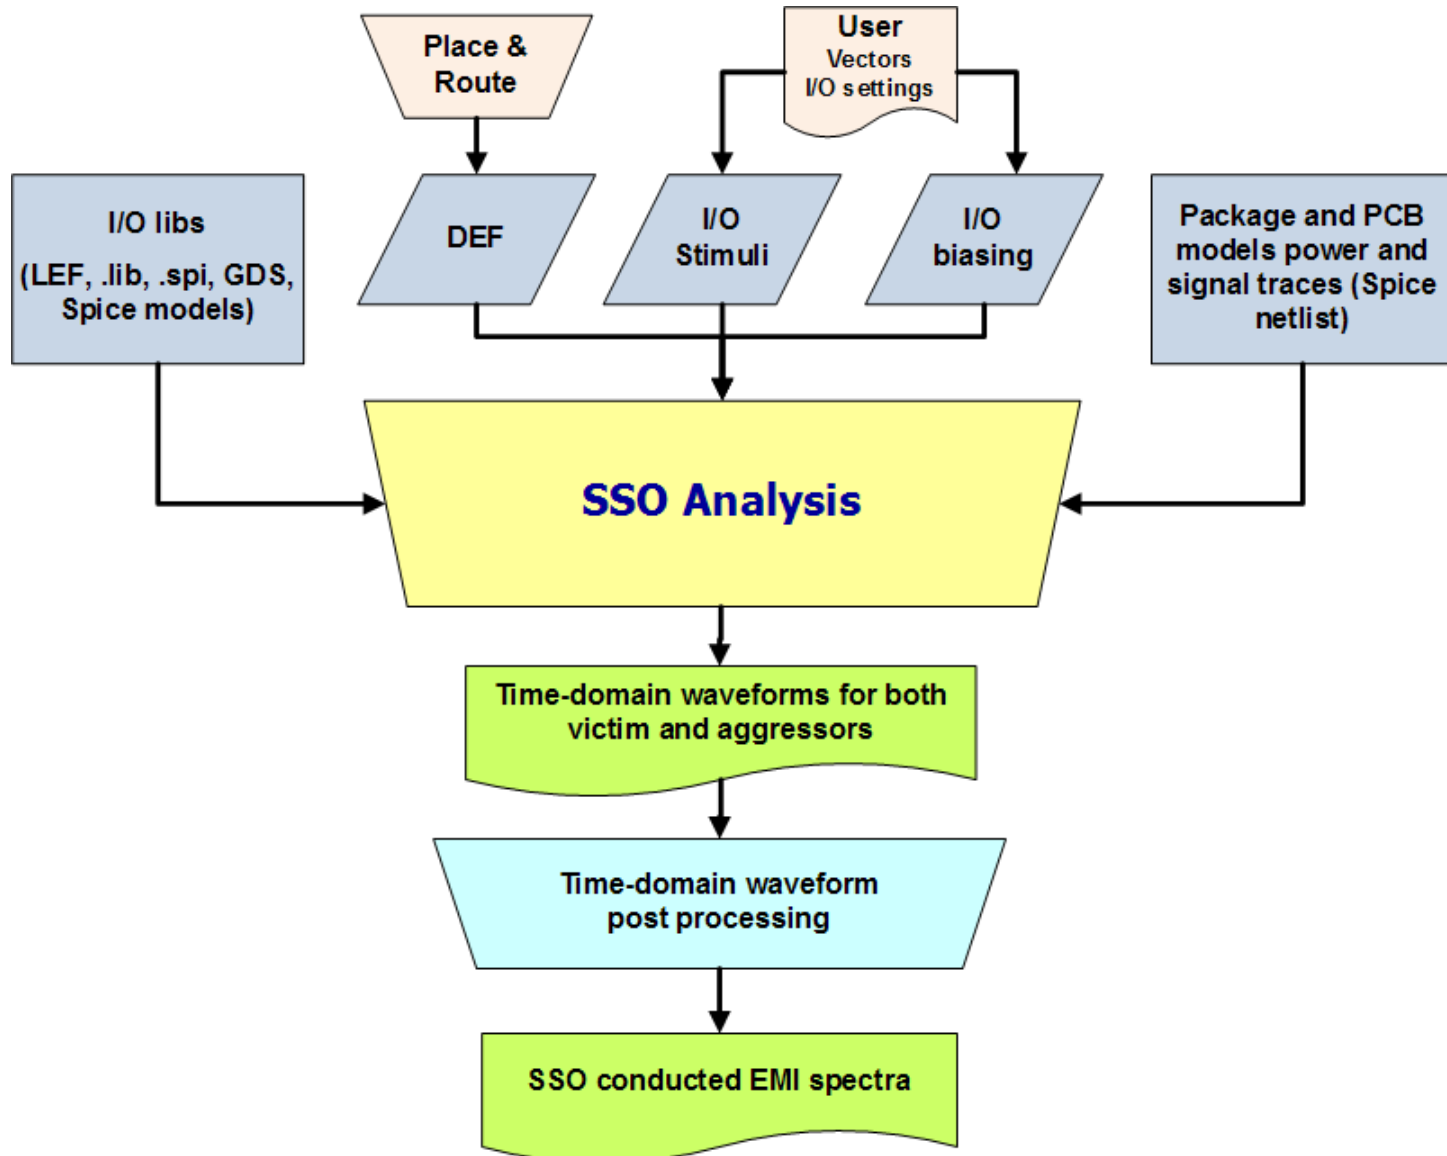 Place &
Route
User
Vectors
I/O settings
I/O libs
(LEF, .lib, .spi, GDS,
Spice models)
DEF
I/O
Stimuli
I/O
biasing
Package and PCB
models power and
signal traces (Spice
netlist)
SSO Analysis
Time-domain waveforms for both
victim and aggressors
Time-domain waveform
post processing
SSO conducted EMI spectra